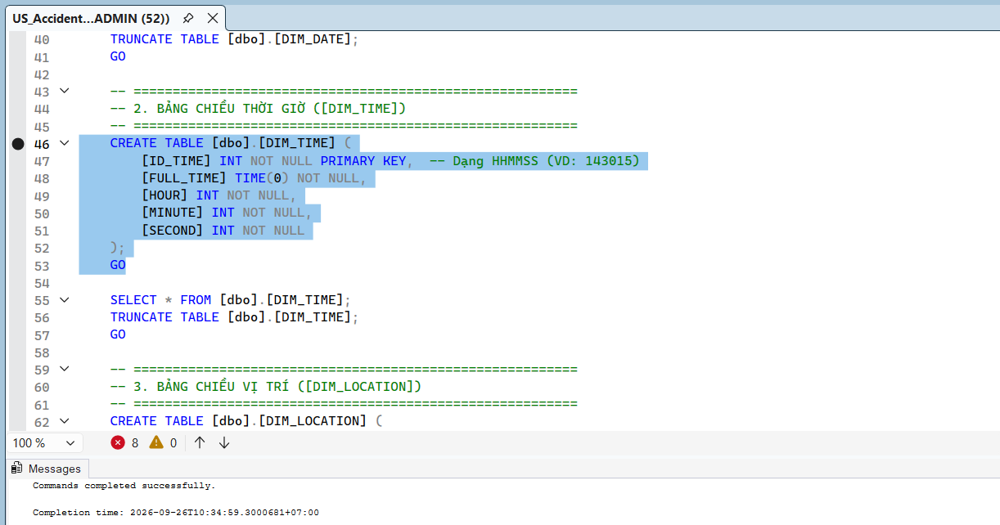 US_Accident...ADMIN (52))
40 TRUNCATE TABLE [dbo].[DIM_DATE];
41 GO
42
43 -- =========================================================
44 -- 2. BẢNG CHIỀU THỜI GIỜ ([DIM_TIME])
45 -- =========================================================
46 CREATE TABLE [dbo].[DIM_TIME] (
47 [ID_TIME] INT NOT NULL PRIMARY KEY,  -- Dạng HHMMSS (VD: 143015)
48 [FULL_TIME] TIME(0) NOT NULL,
49 [HOUR] INT NOT NULL,
50 [MINUTE] INT NOT NULL,
51 [SECOND] INT NOT NULL
52 );
53 GO
54
55 SELECT * FROM [dbo].[DIM_TIME];
56 TRUNCATE TABLE [dbo].[DIM_TIME];
57 GO
58
59 -- =========================================================
60 -- 3. BẢNG CHIỀU VỊ TRÍ ([DIM_LOCATION])
61 -- =========================================================
62 CREATE TABLE [dbo].[DIM_LOCATION] (
100 % 8 0
Messages
Commands completed successfully.
Completion time: 2026-09-26T10:34:59.3000681+07:00